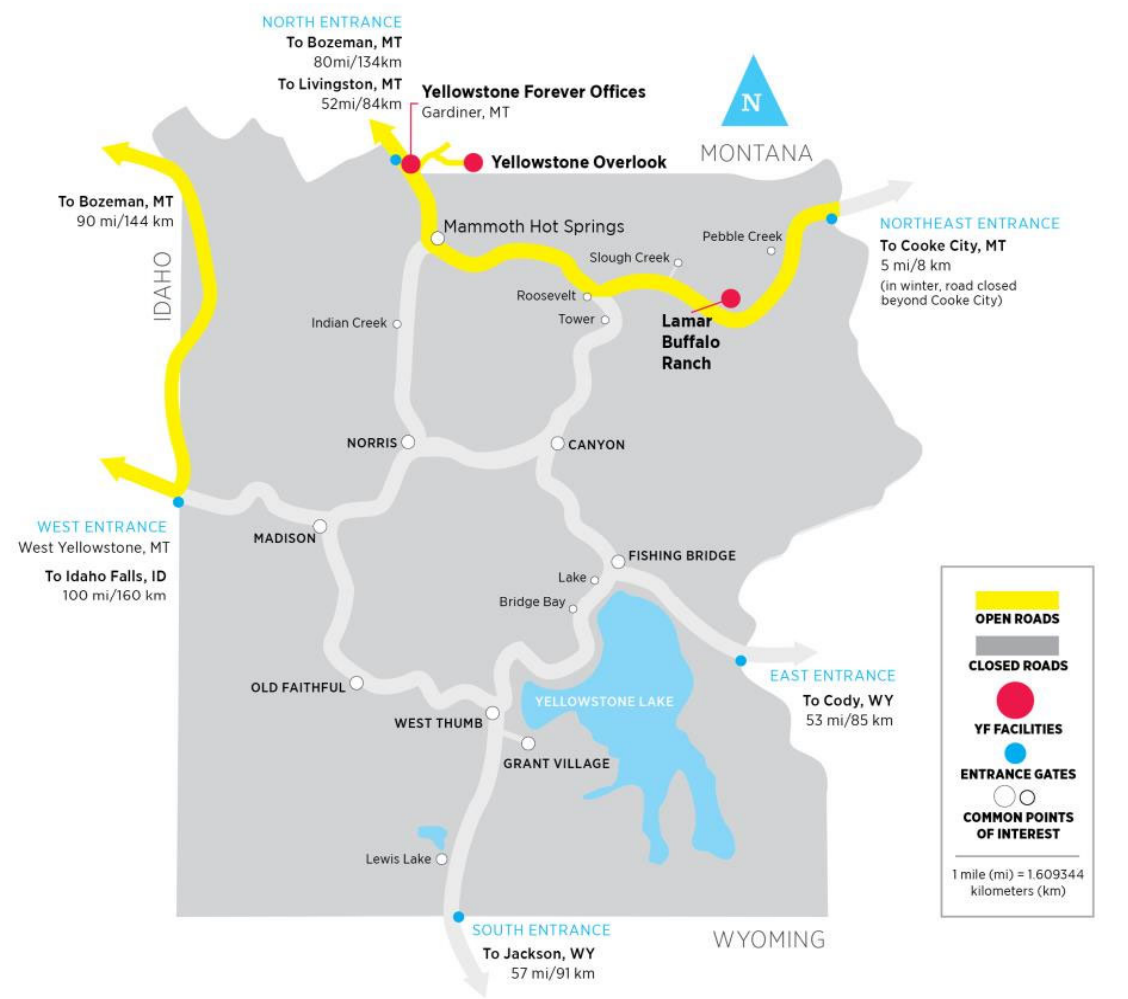 NORTH ENTRANCE
To Bozeman, MT
80mi/134km
To Livingston, MT
52mi/84km
Yellowstone Forever Offices
Gardiner, MT
N
MONTANA
Yellowstone Overlook
To Bozeman, MT
90 mi/144 km
IDAHO
Mammoth Hot Springs
Pebble Creek
Slough Creek
NORTHEAST ENTRANCE
To Cooke City, MT
5 mi/8 km
(in winter, road closed
beyond Cooke City)
Roosevelt
Tower
Indian Creek
Lamar
Buffalo
Ranch
NORRIS
CANYON
WEST ENTRANCE
West Yellowstone, MT
To Idaho Falls, ID
100 mi/160 km
MADISON
FISHING BRIDGE
Lake
Bridge Bay
OLD FAITHFUL
YELLOWSTONE LAKE
EAST ENTRANCE
To Cody, WY
53 mi/85 km
WEST THUMB
GRANT VILLAGE
Lewis Lake
SOUTH ENTRANCE
To Jackson, WY
57 mi/91 km
WYOMING
OPEN ROADS
CLOSED ROADS
YF FACILITIES
ENTRANCE GATES
COMMON POINTS
OF INTEREST
1 mile (mi) = 1.609344
kilometers (km)